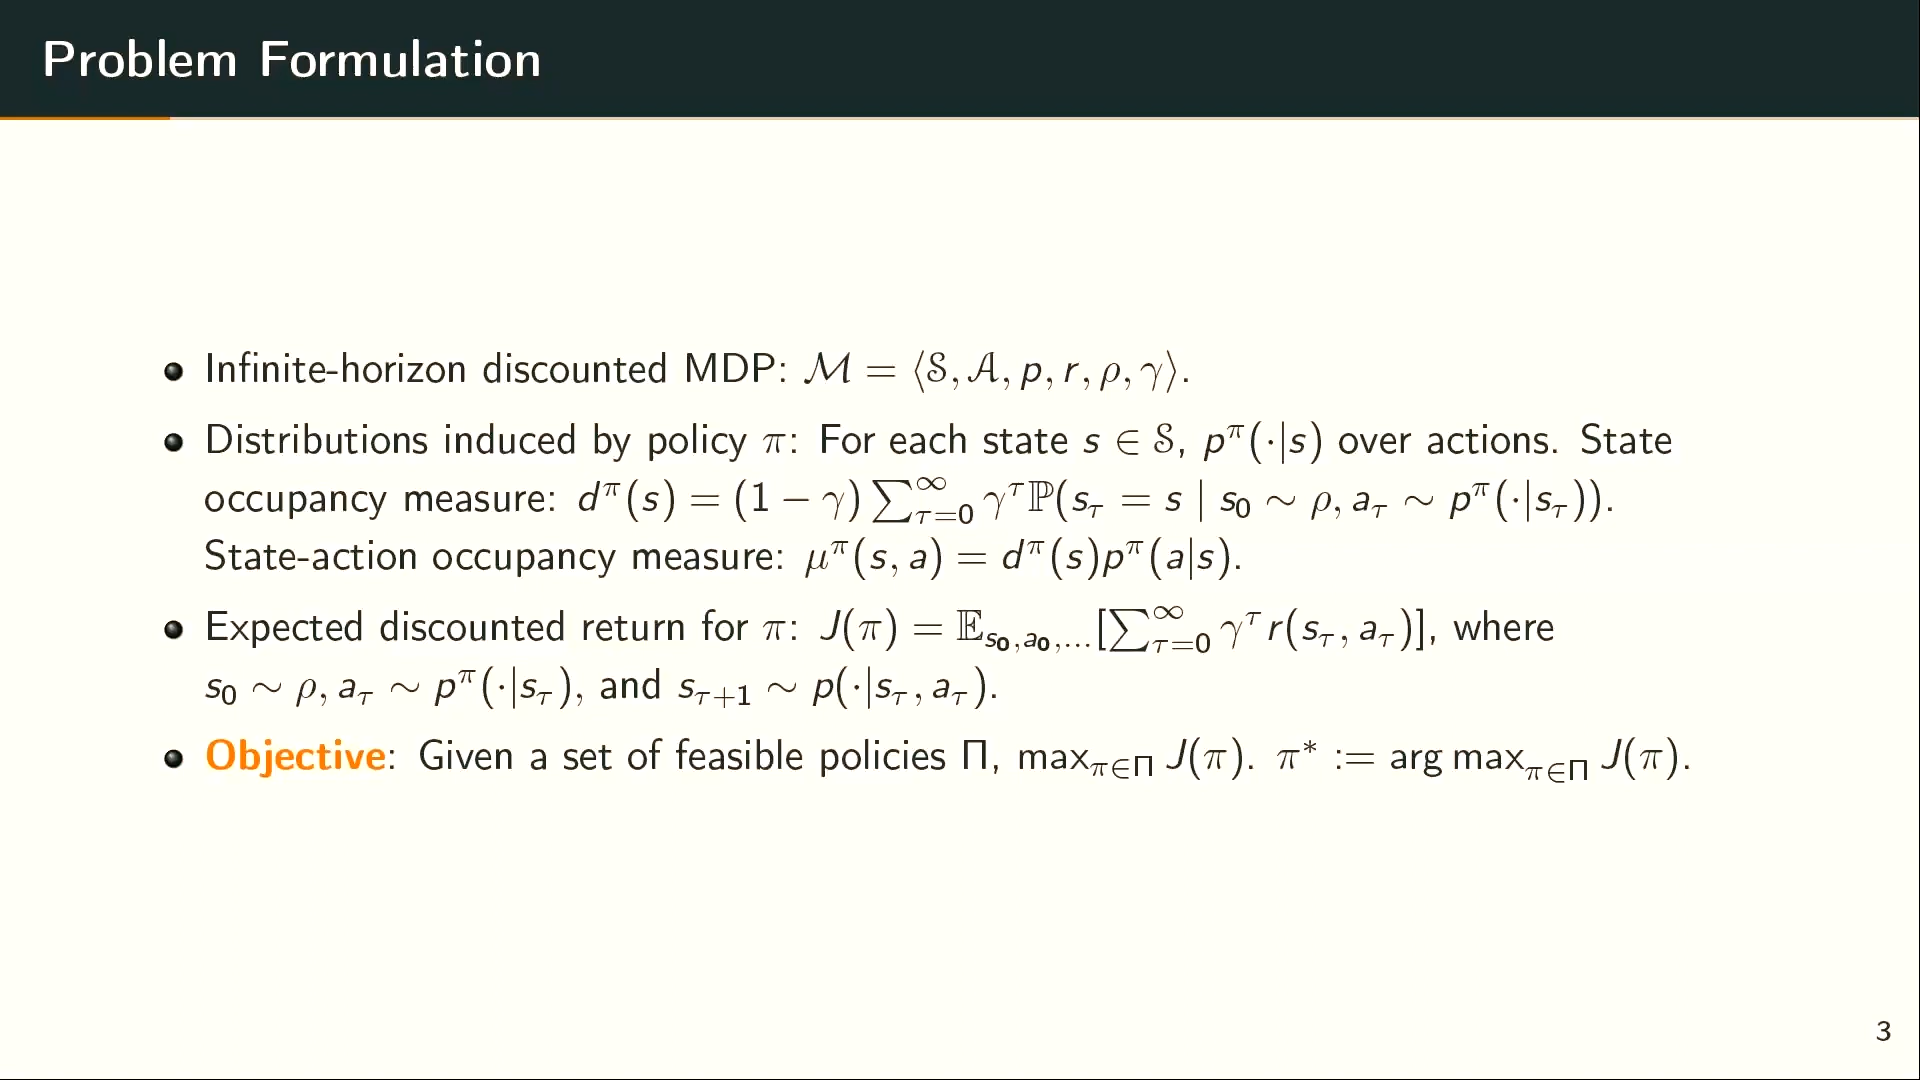 Problem Formulation
• Infinite-horizon discounted MDP: ℳ = ⟨𝒮, 𝒜, p, r, ρ, γ⟩.
• Distributions induced by policy π: For each state s ∈ 𝒮, p^π(·|s) over actions. State
occupancy measure: d^π(s) = (1 − γ) ∑_{τ=0}^∞ γ^τ ℙ(s_τ = s | s_0 ∼ ρ, a_τ ∼ p^π(·|s_τ)).
State-action occupancy measure: μ^π(s, a) = d^π(s)p^π(a|s).
• Expected discounted return for π: J(π) = 𝔼_{s_0,a_0,...}[∑_{τ=0}^∞ γ^τ r(s_τ, a_τ)], where
s_0 ∼ ρ, a_τ ∼ p^π(·|s_τ), and s_{τ+1} ∼ p(·|s_τ, a_τ).
• Objective: Given a set of feasible policies Π, max_{π∈Π} J(π). π* := arg max_{π∈Π} J(π).
3